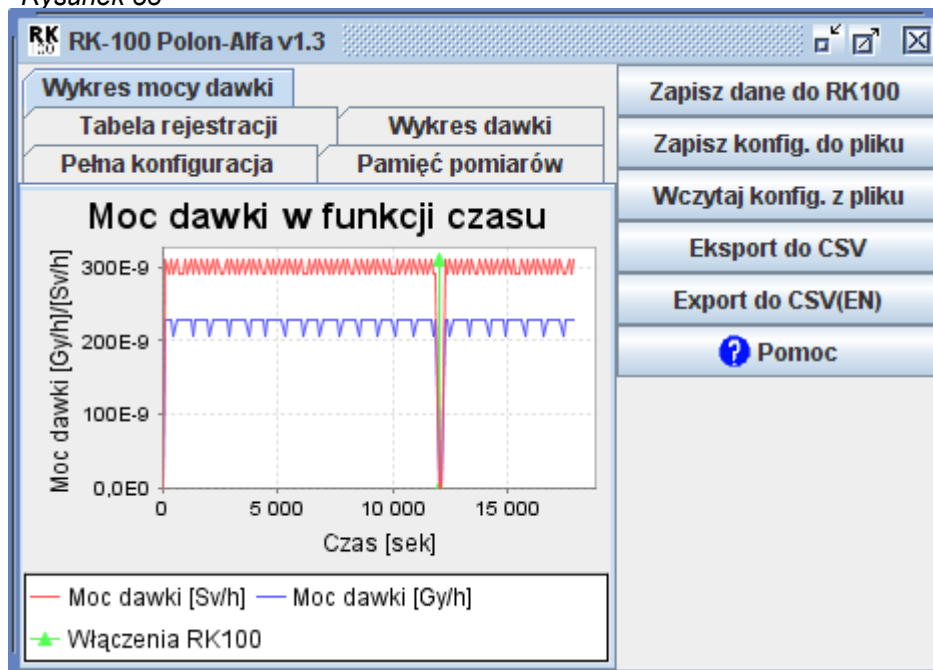 Rysunek 33
RK-100 Polon-Alfa v1.3
Wykres mocy dawki
Tabela rejestracji
Wykres dawki
Pełna konfiguracja
Pamięć pomiarów
Moc dawki w funkcji czasu
Moc dawki [Gy/h]/[Sv/h]
300E-9
200E-9
100E-9
0,0E0
0
5 000
10 000
15 000
Czas [sek]
Moc dawki [Sv/h]
Moc dawki [Gy/h]
Włączenia RK100
Zapisz dane do RK100
Zapisz konfig. do pliku
Wczytaj konfig. z pliku
Eksport do CSV
Export do CSV(EN)
? Pomoc